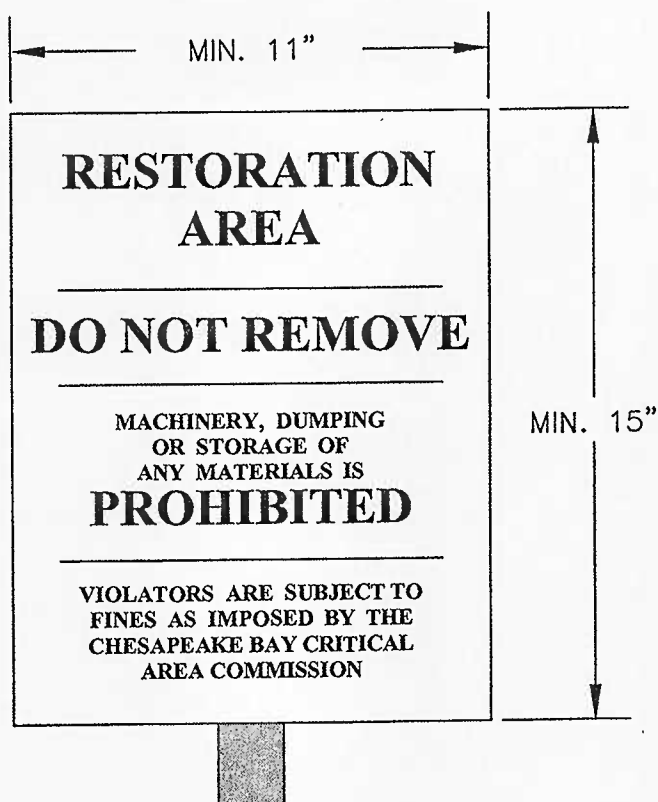 MIN. 11”
RESTORATION
AREA
DO NOT REMOVE
MACHINERY, DUMPING
OR STORAGE OF
ANY MATERIALS IS
PROHIBITED
MIN. 15”
VIOLATORS ARE SUBJECT TO
FINES AS IMPOSED BY THE
CHESAPEAKE BAY CRITICAL
AREA COMMISSION